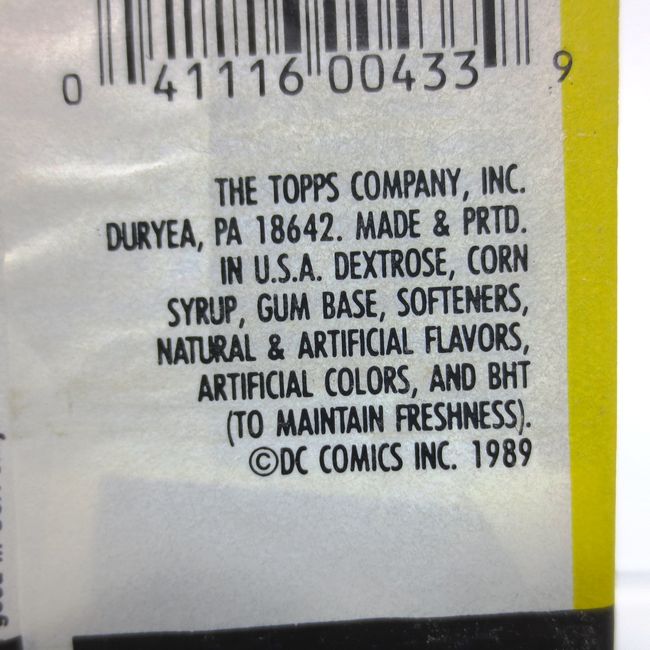 0 41116 00433 9
THE TOPPS COMPANY, INC.
DURYEA, PA 18642. MADE & PRTD.
IN U.S.A. DEXTROSE, CORN
SYRUP, GUM BASE, SOFTENERS,
NATURAL & ARTIFICIAL FLAVORS,
ARTIFICIAL COLORS, AND BHT
(TO MAINTAIN FRESHNESS).
©DC COMICS INC. 1989